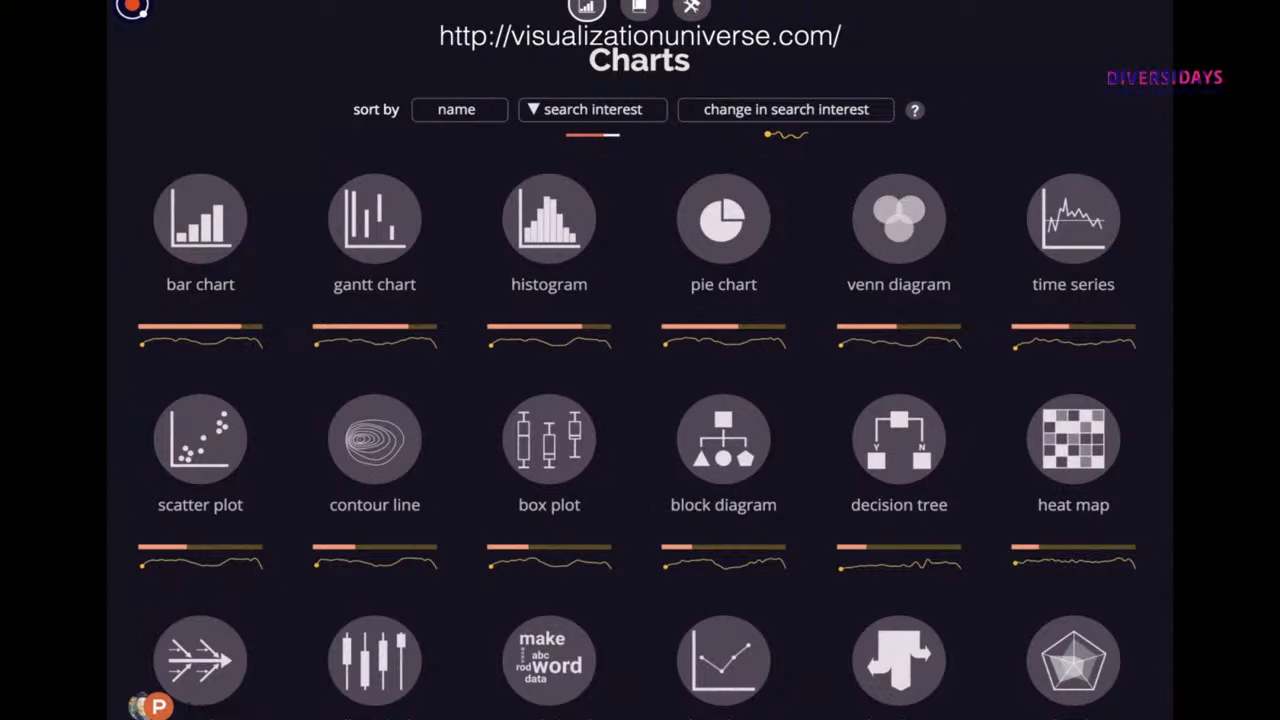 http://visualizationuniverse.com/
Charts
DIVERSIDAYS
sort by name ▼ search interest change in search interest ?
bar chart gantt chart histogram pie chart venn diagram time series
Y N
scatter plot contour line box plot block diagram decision tree heat map
make
abc
rod word
data
P